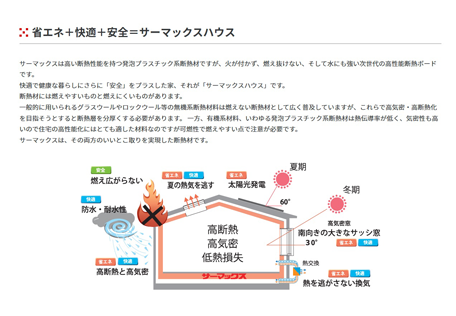 省エネ＋快適＋安全＝サーマックスハウス
サーマックスは高い断熱性能を持つ発泡プラスチック系断熱材ですが、火が付かず、燃え抜けない、そして水にも強い次世代の高性能断熱ボード
です。
快適で健康な暮らしにさらに「安全」をプラスした家、それが「サーマックスハウス」です。
断熱材には燃えやすいものと燃えにくいものがあります。
一般的に用いられるグラスウールやロックウール等の無機系断熱材料は燃えない断熱材として広く普及していますが、これらで高気密・高断熱化
を目指そうとすると断熱層を分厚くする必要があります。 一方、有機系材料、いわゆる発泡プラスチック系断熱材は熱伝導率が低く、気密性も高
いので住宅の高性能化にはとても適した材料なのですが可燃性で燃えやすい点で注意が必要です。
サーマックスは、その両方のいいとこ取りを実現した断熱材です。
安全
燃え広がらない
快適
防水・耐水性
省エネ 快適
高断熱と高気密
省エネ 快適
夏の熱気を逃す
省エネ
太陽光発電
夏期
60°
冬期
高気密窓
南向きの大きなサッシ窓
30°
省エネ 快適
高断熱
高気密
低熱損失
サーマックス
熱交換
省エネ 快適
熱を逃がさない換気